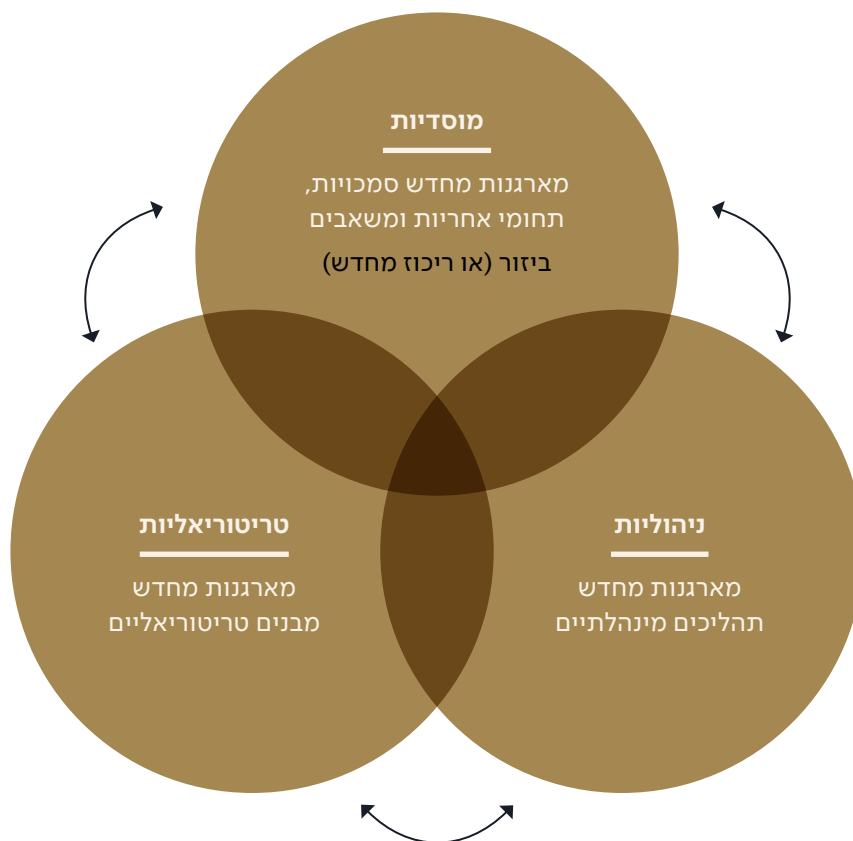 מוסדיות
מארגנות מחדש סמכויות,
תחומי אחריות ומשאבים
ביזור (או ריכוז מחדש)
טריטוריאליות
מארגנות מחדש
מבנים טריטוריאליים
ניהוליות
מארגנות מחדש
תהליכים מינהלתיים